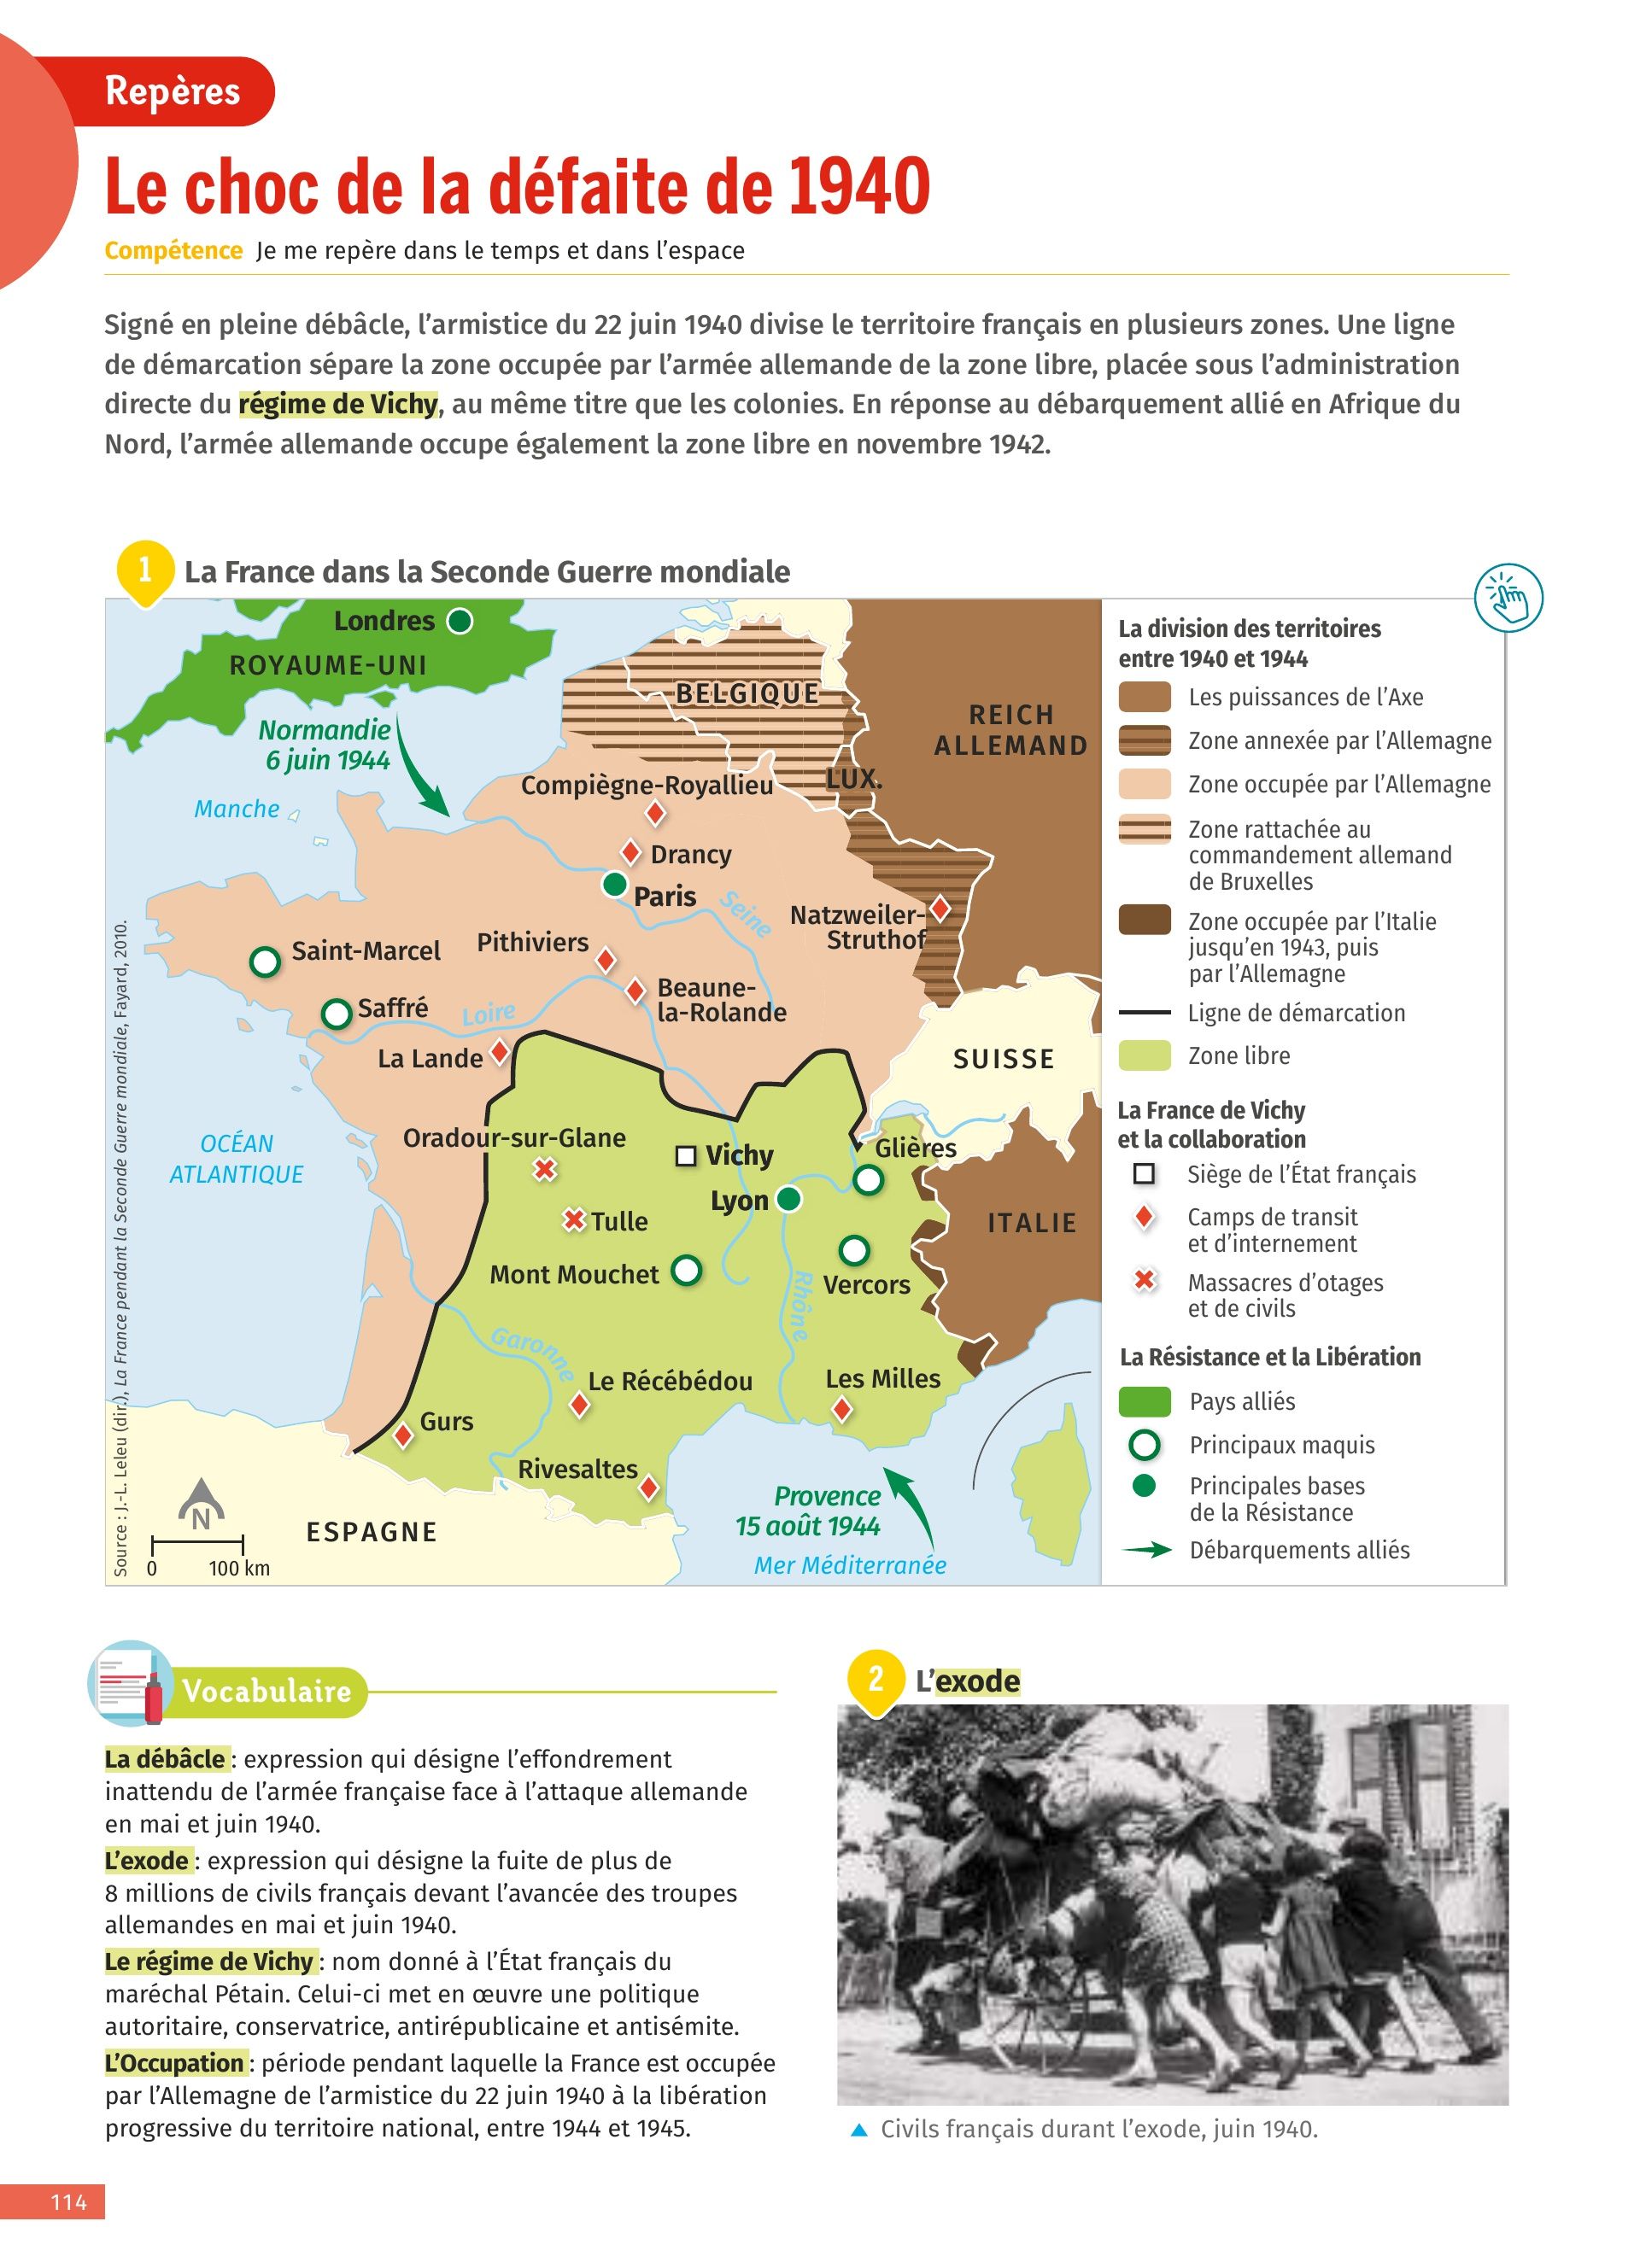 Repères
Le choc de la défaite de 1940
Compétence Je me repère dans le temps et dans l'espace
Signé en pleine débâcle, l'armistice du 22 juin 1940 divise le territoire français en plusieurs zones. Une ligne
de démarcation sépare la zone occupée par l'armée allemande de la zone libre, placée sous l'administration
directe du régime de Vichy, au même titre que les colonies. En réponse au débarquement allié en Afrique du
Nord, l'armée allemande occupe également la zone libre en novembre 1942.
1 La France dans la Seconde Guerre mondiale
Londres
ROYAUME-UNI
Normandie
6 juin 1944
Manche
BELGIQUE
REICH
ALLEMAND
LUX.
Compiègne-Royallieu
Drancy
Paris
Seine
Natzweiler-
Struthof
Saint-Marcel
Pithiviers
Beaune-
la-Rolande
Saffré
Loire
La Lande
SUISSE
OCÉAN
ATLANTIQUE
Oradour-sur-Glane
Vichy
Glières
Lyon
Tulle
ITALIE
Mont Mouchet
Vercors
Rhône
Garonne
Le Récébédou
Les Milles
Gurs
Rivesaltes
Provence
15 août 1944
Mer Méditerranée
ESPAGNE
N
0 100 km
Source : J.-L. Leleu (dir.), La France pendant la Seconde Guerre mondiale, Fayard, 2010.
La division des territoires
entre 1940 et 1944
Les puissances de l'Axe
Zone annexée par l'Allemagne
Zone occupée par l'Allemagne
Zone rattachée au
commandement allemand
de Bruxelles
Zone occupée par l'Italie
jusqu'en 1943, puis
par l'Allemagne
Ligne de démarcation
Zone libre
La France de Vichy
et la collaboration
Siège de l'État français
Camps de transit
et d'internement
Massacres d'otages
et de civils
La Résistance et la Libération
Pays alliés
Principaux maquis
Principales bases
de la Résistance
Débarquements alliés
Vocabulaire
La débâcle : expression qui désigne l'effondrement
inattendu de l'armée française face à l'attaque allemande
en mai et juin 1940.
L'exode : expression qui désigne la fuite de plus de
8 millions de civils français devant l'avancée des troupes
allemandes en mai et juin 1940.
Le régime de Vichy : nom donné à l'État français du
maréchal Pétain. Celui-ci met en œuvre une politique
autoritaire, conservatrice, antirépublicaine et antisémite.
L'Occupation : période pendant laquelle la France est occupée
par l'Allemagne de l'armistice du 22 juin 1940 à la libération
progressive du territoire national, entre 1944 et 1945.
2 L'exode
Civils français durant l'exode, juin 1940.
114